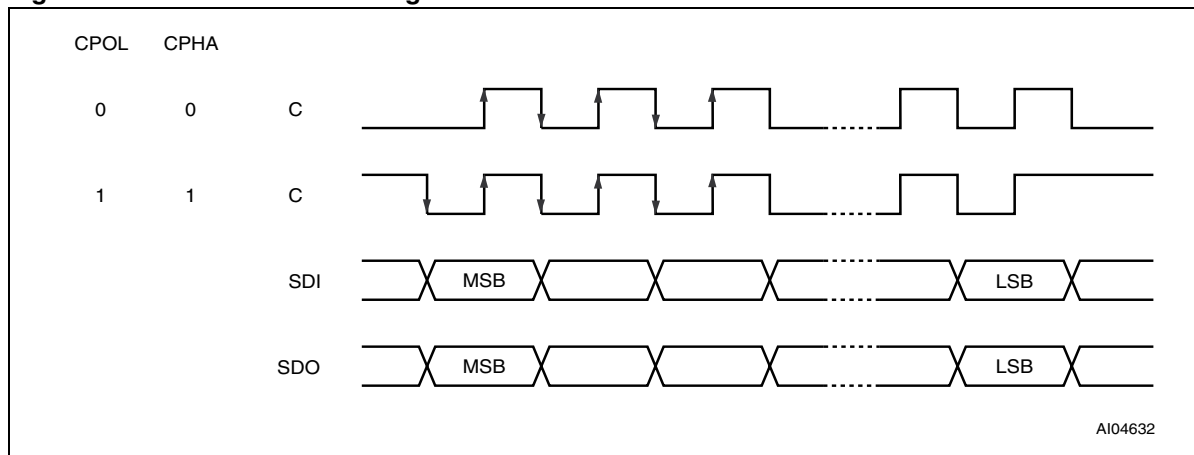 CPOL CPHA
0 0 C
1 1 C
SDI MSB LSB
SDO MSB LSB
AI04632